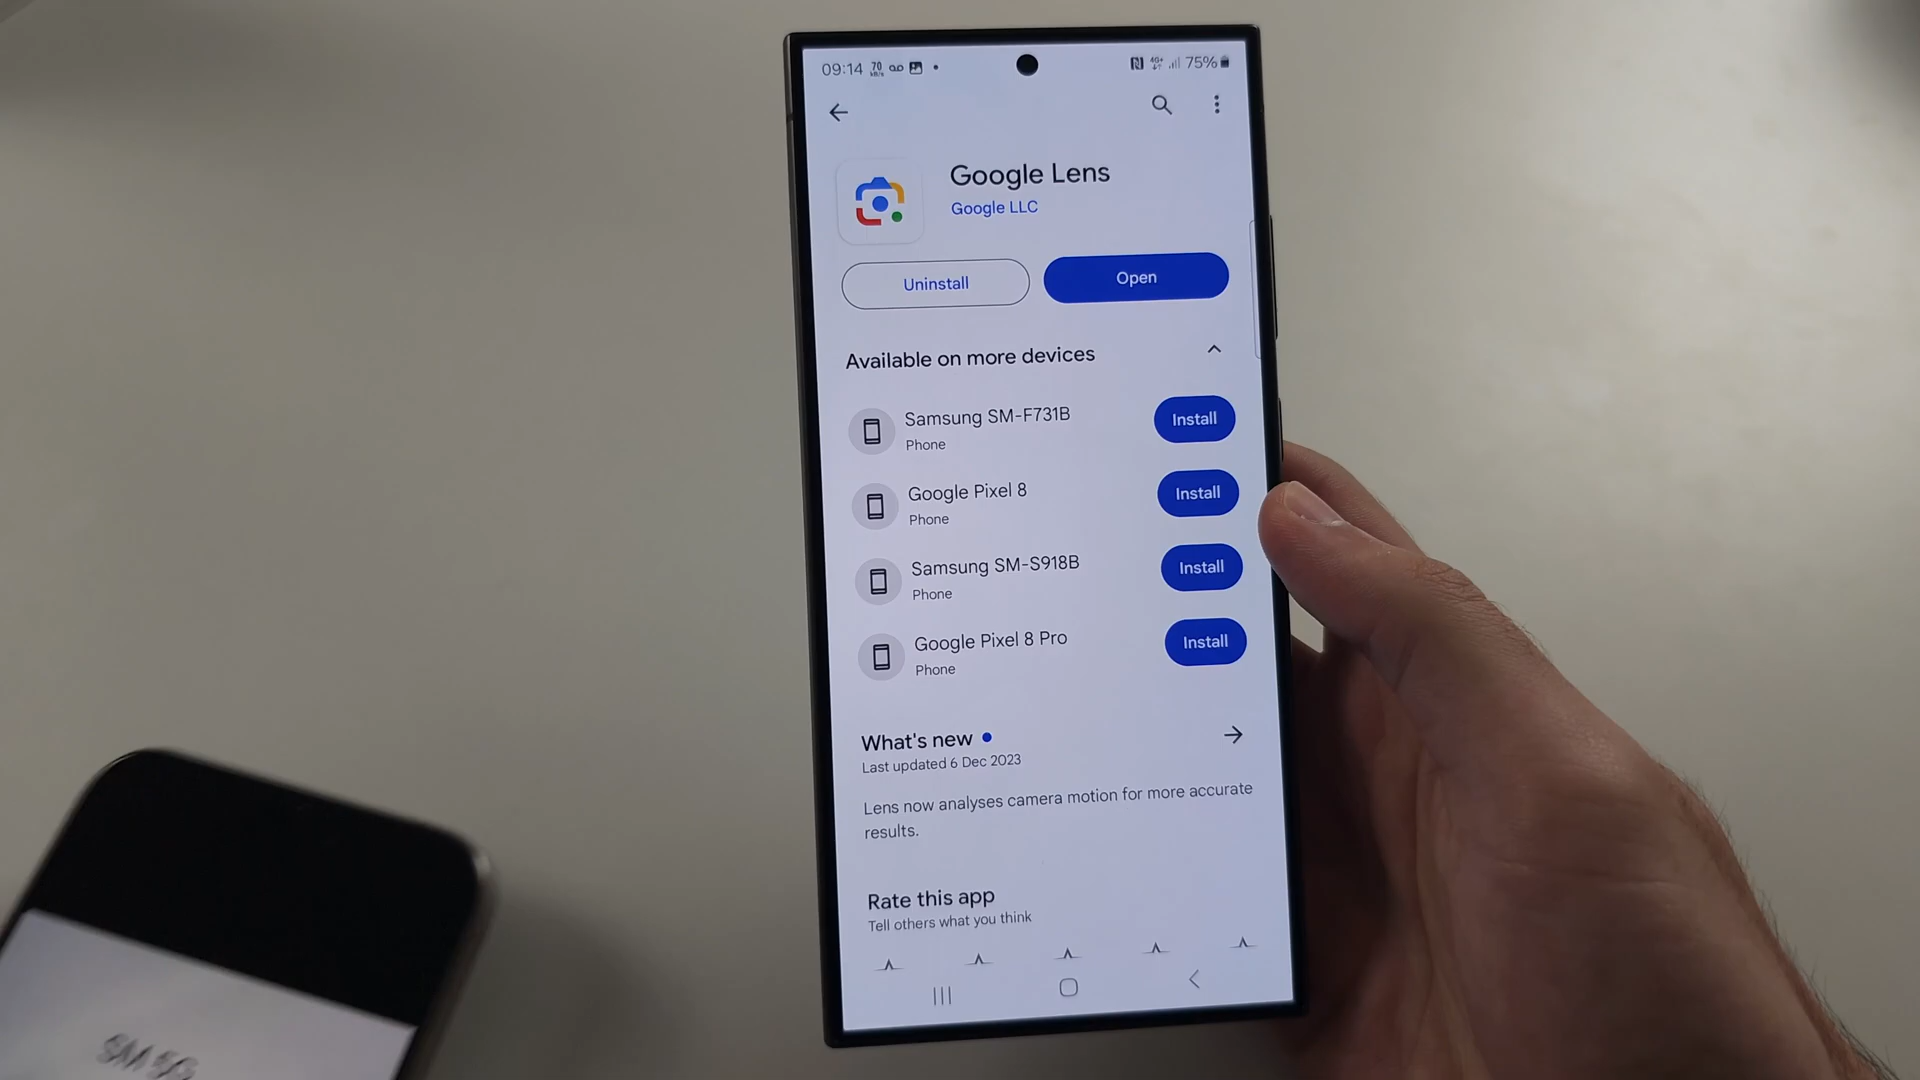 09:14 70 kB/s 4G+ 75%
Google Lens
Google LLC
Uninstall
Open
Available on more devices
Samsung SM-F731B
Phone
Install
Google Pixel 8
Phone
Install
Samsung SM-S918B
Phone
Install
Google Pixel 8 Pro
Phone
Install
What's new
Last updated 6 Dec 2023
Lens now analyses camera motion for more accurate
results.
Rate this app
Tell others what you think